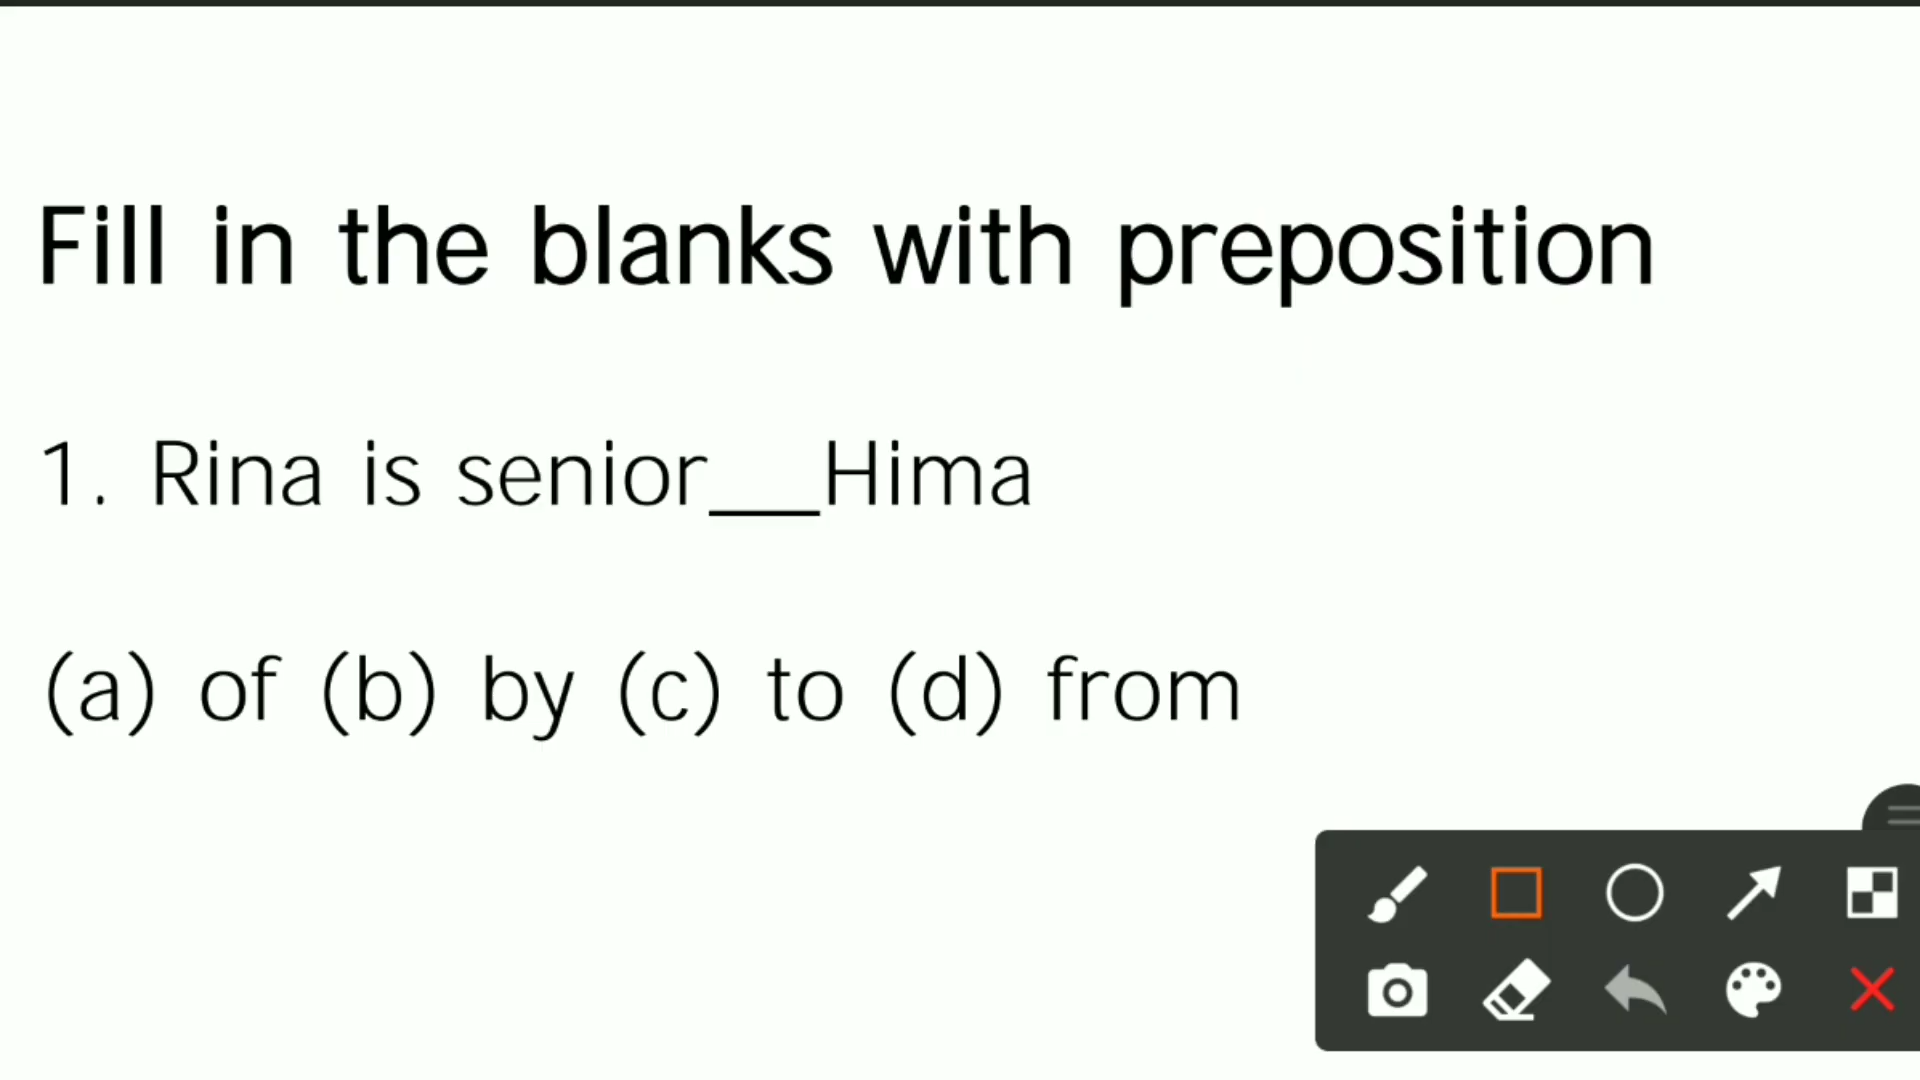 Fill in the blanks with preposition
1. Rina is senior___Hima
(a) of (b) by (c) to (d) from